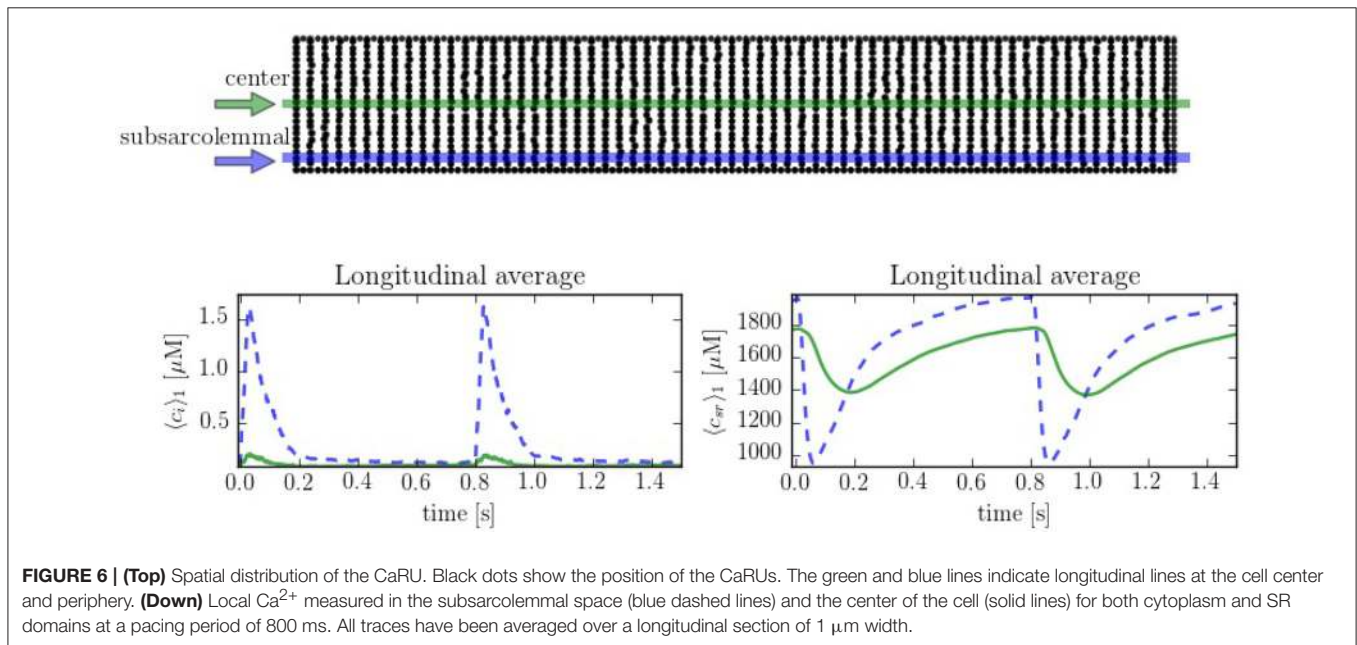 center
subsarcolemmal
Longitudinal average
⟨c_i⟩_1 [μM]
1.5
1.0
0.5
0.0 0.2 0.4 0.6 0.8 1.0 1.2 1.4
time [s]
Longitudinal average
⟨c_sr⟩_1 [μM]
1800
1600
1400
1200
1000
0.0 0.2 0.4 0.6 0.8 1.0 1.2 1.4
time [s]
FIGURE 6 | (Top) Spatial distribution of the CaRU. Black dots show the position of the CaRUs. The green and blue lines indicate longitudinal lines at the cell center
and periphery. (Down) Local Ca²⁺ measured in the subsarcolemmal space (blue dashed lines) and the center of the cell (solid lines) for both cytoplasm and SR
domains at a pacing period of 800 ms. All traces have been averaged over a longitudinal section of 1 μm width.